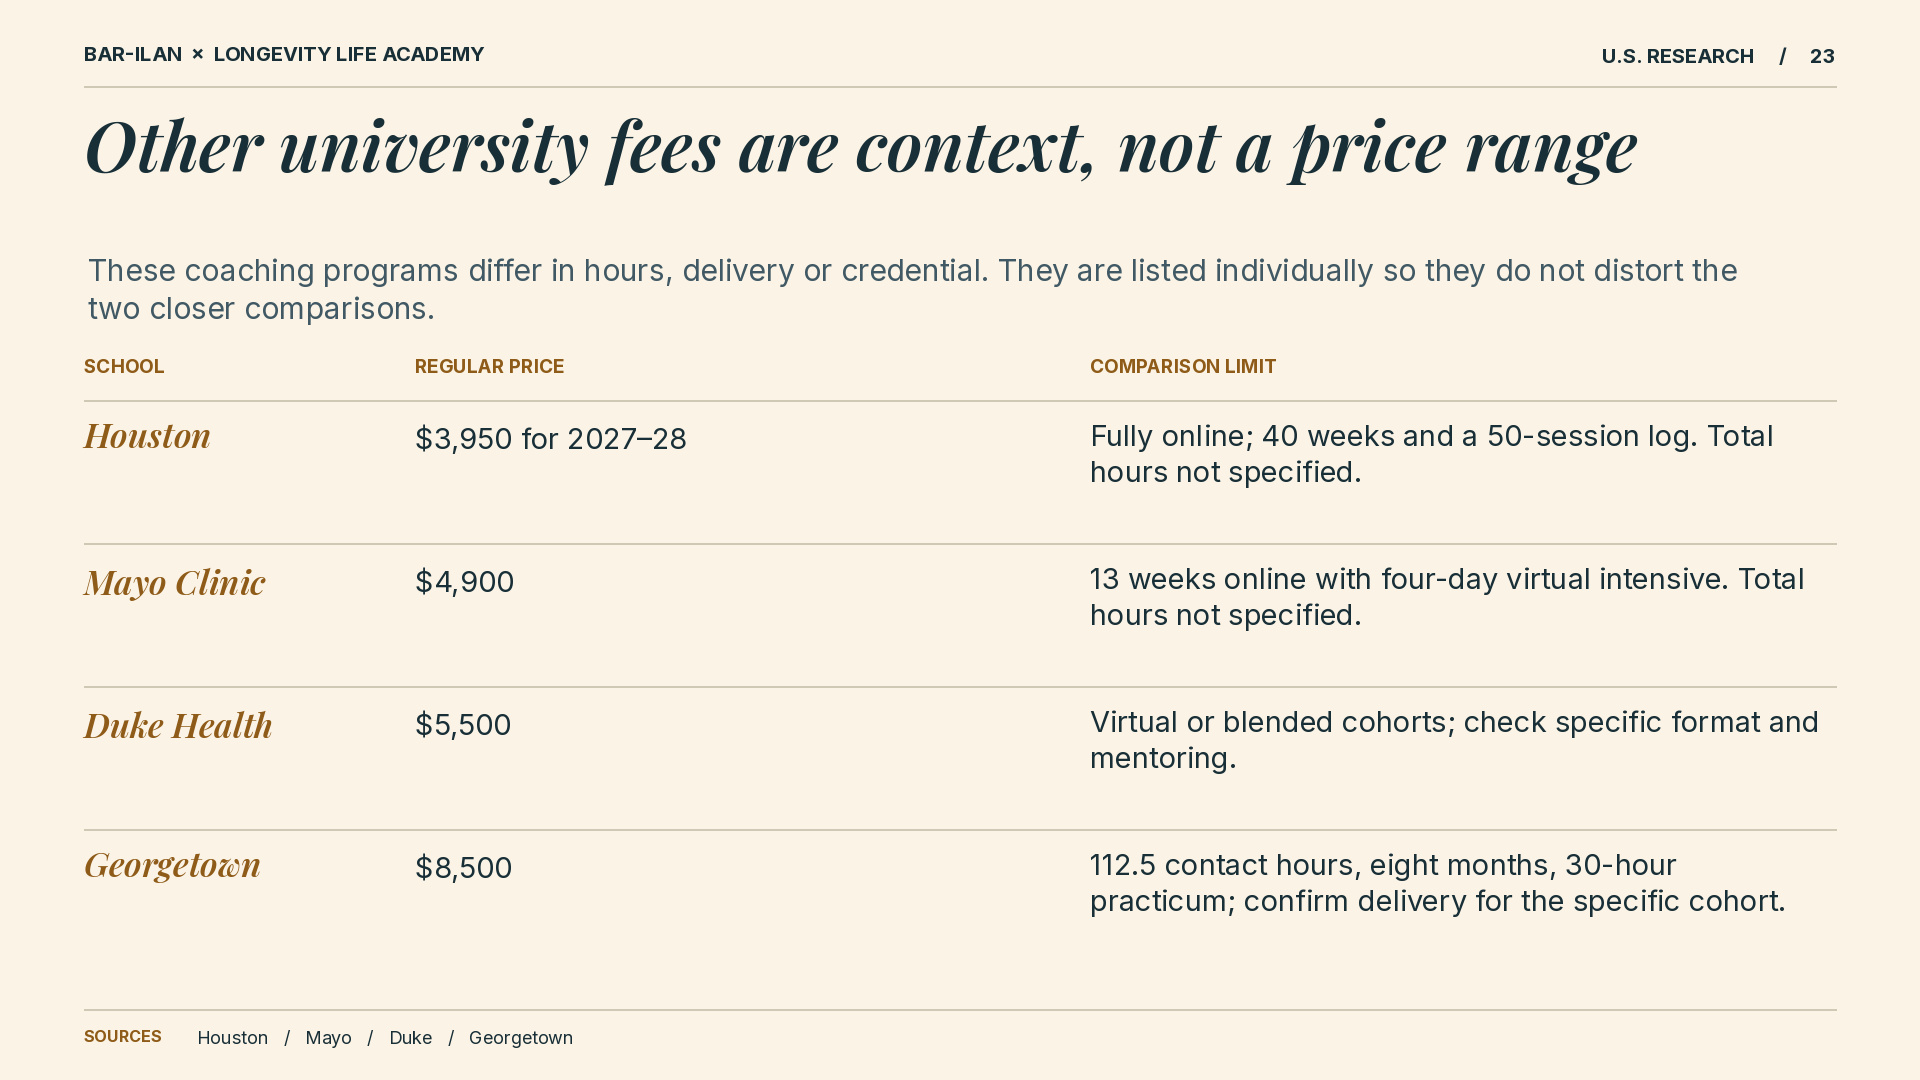 BAR-ILAN × LONGEVITY LIFE ACADEMY
U.S. RESEARCH / 23
Other university fees are context, not a price range
These coaching programs differ in hours, delivery or credential. They are listed individually so they do not distort the
two closer comparisons.
SCHOOL REGULAR PRICE COMPARISON LIMIT
Houston $3,950 for 2027–28 Fully online; 40 weeks and a 50-session log. Total
hours not specified.
Mayo Clinic $4,900 13 weeks online with four-day virtual intensive. Total
hours not specified.
Duke Health $5,500 Virtual or blended cohorts; check specific format and
mentoring.
Georgetown $8,500 112.5 contact hours, eight months, 30-hour
practicum; confirm delivery for the specific cohort.
SOURCES Houston / Mayo / Duke / Georgetown